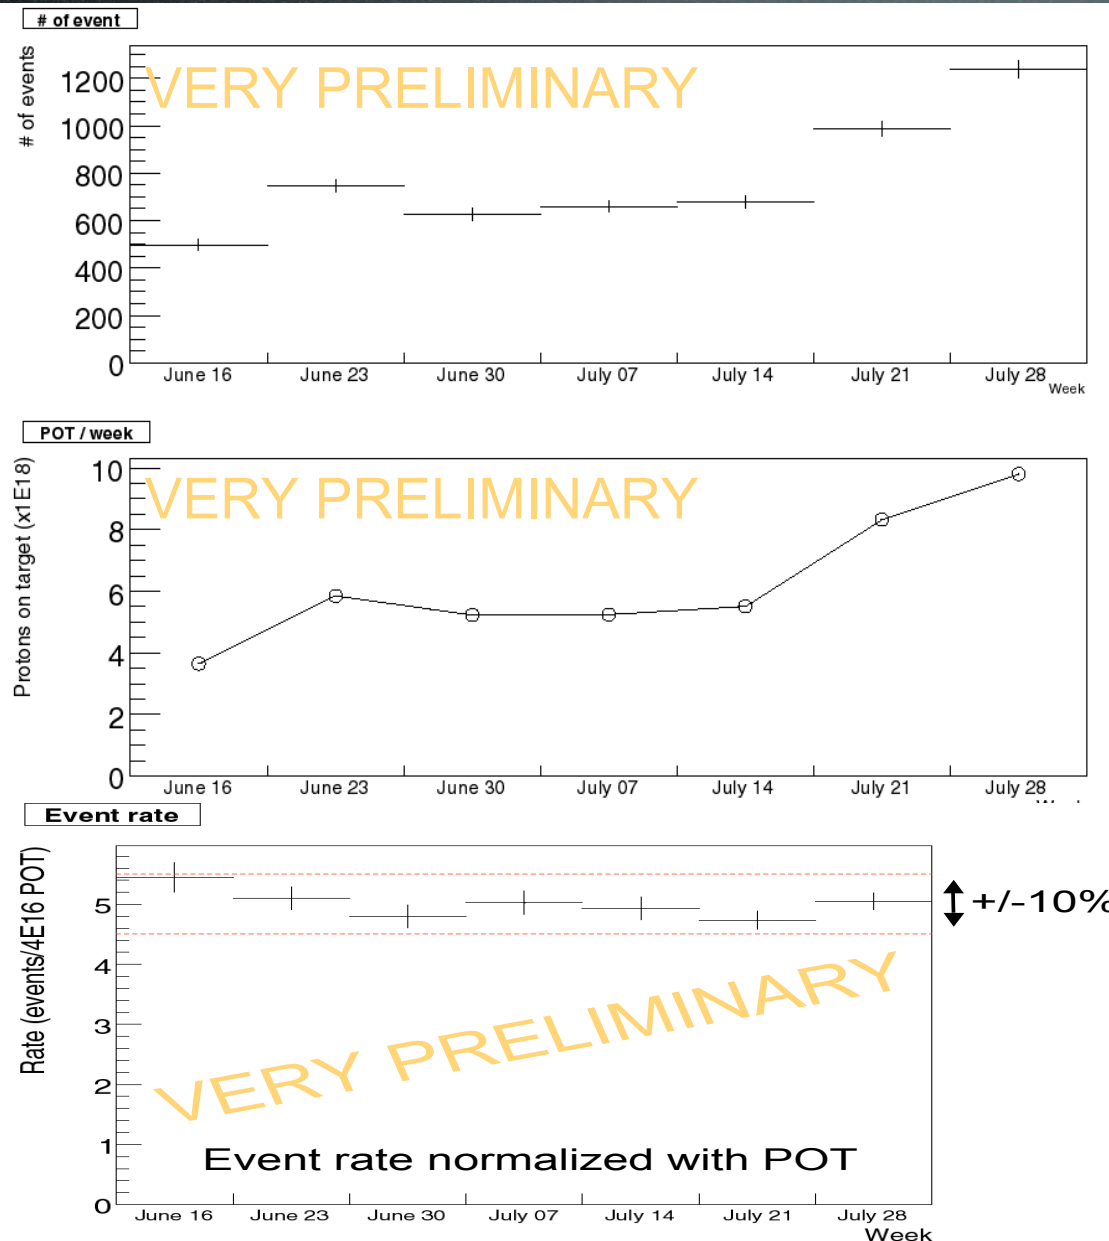 # of event
# of events
VERY PRELIMINARY
1200
1000
800
600
400
200
0
June 16 June 23 June 30 July 07 July 14 July 21 July 28
Week
POT / week
Protons on target (x1E18)
VERY PRELIMINARY
10
8
6
4
2
0
June 16 June 23 June 30 July 07 July 14 July 21 July 28
Event rate
Rate (events/4E16 POT)
5
4
3
2
1
0
+/-10%
VERY PRELIMINARY
Event rate normalized with POT
June 16 June 23 June 30 July 07 July 14 July 21 July 28
Week